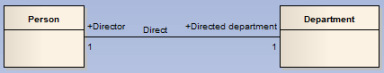 Person
+Director
Direct
+Directed department
Department
1
1